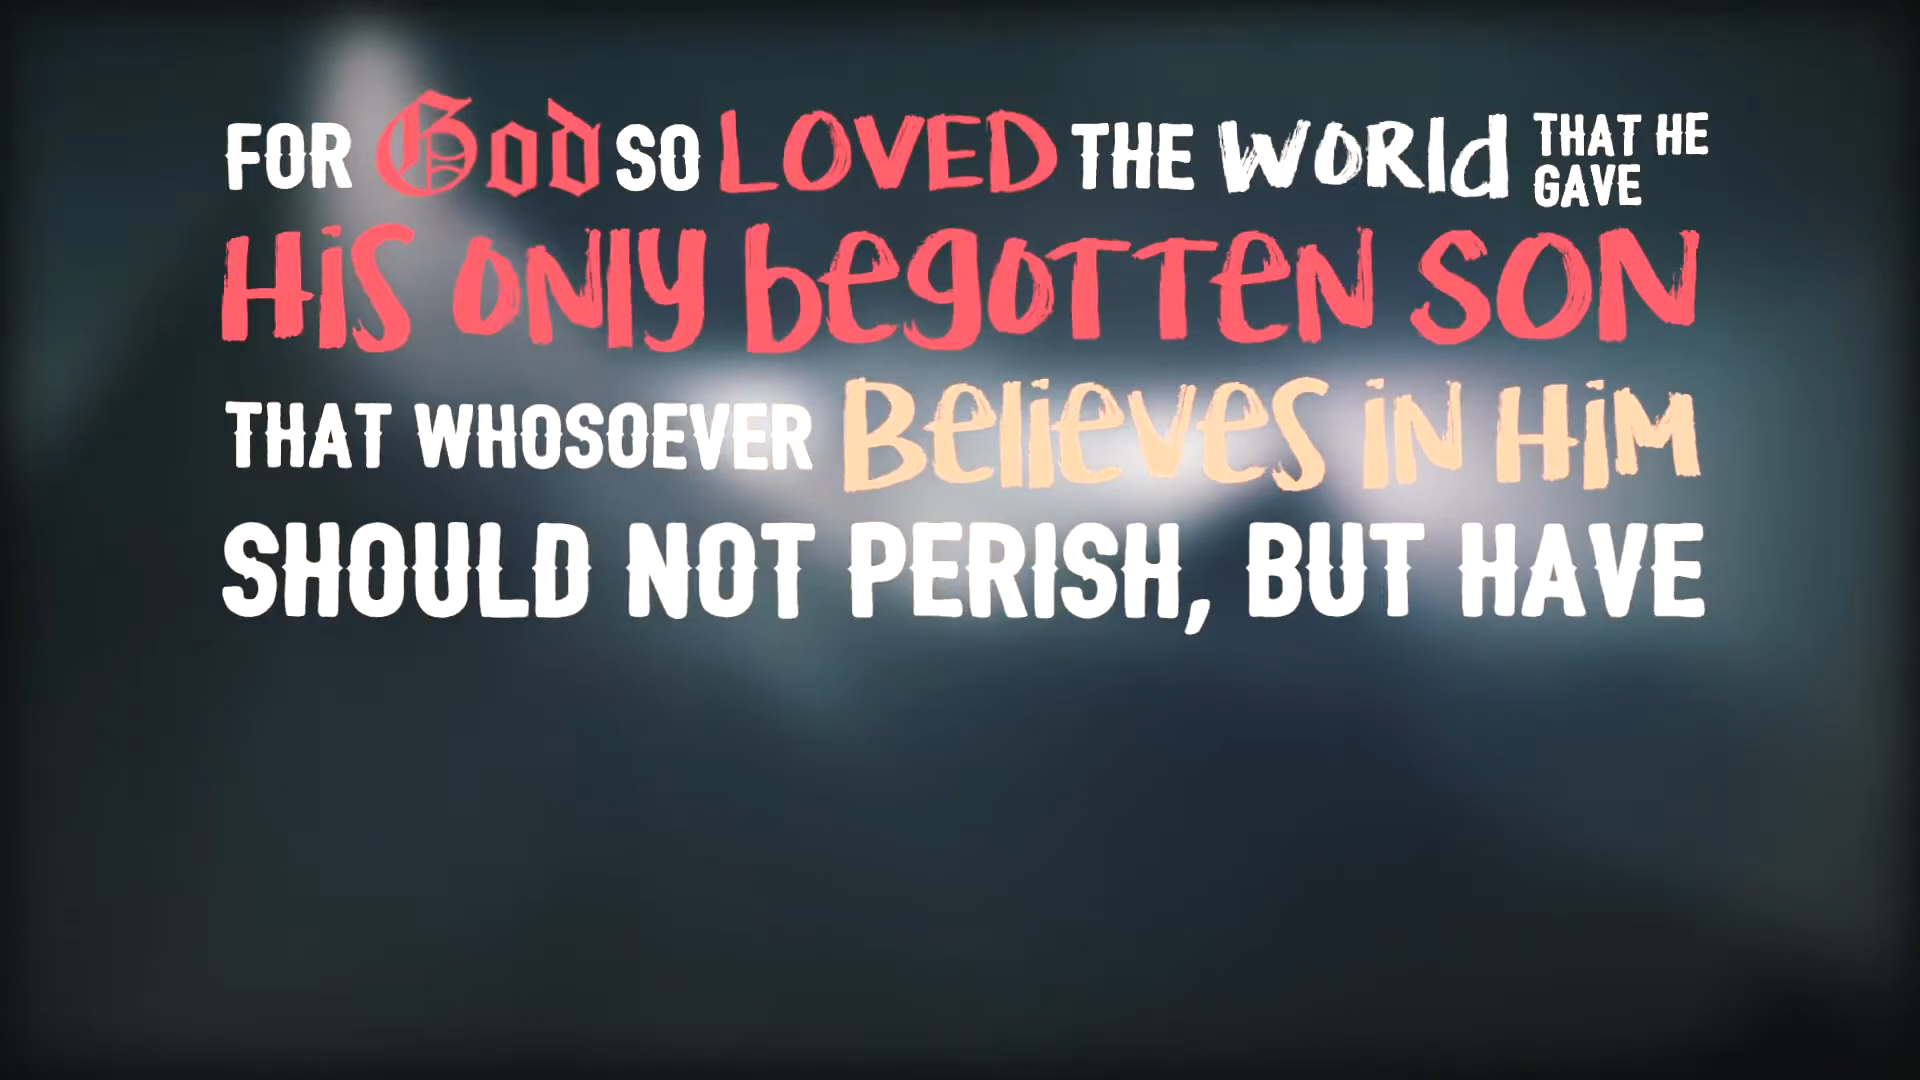 FOR God SO LOVED THE WORld THAT HE GAVE
HiS ONlY begOTTeN SON
THAT WHOSOEVER BelieVeS iN HiM
SHOULD NOT PERISH, BUT HAVE